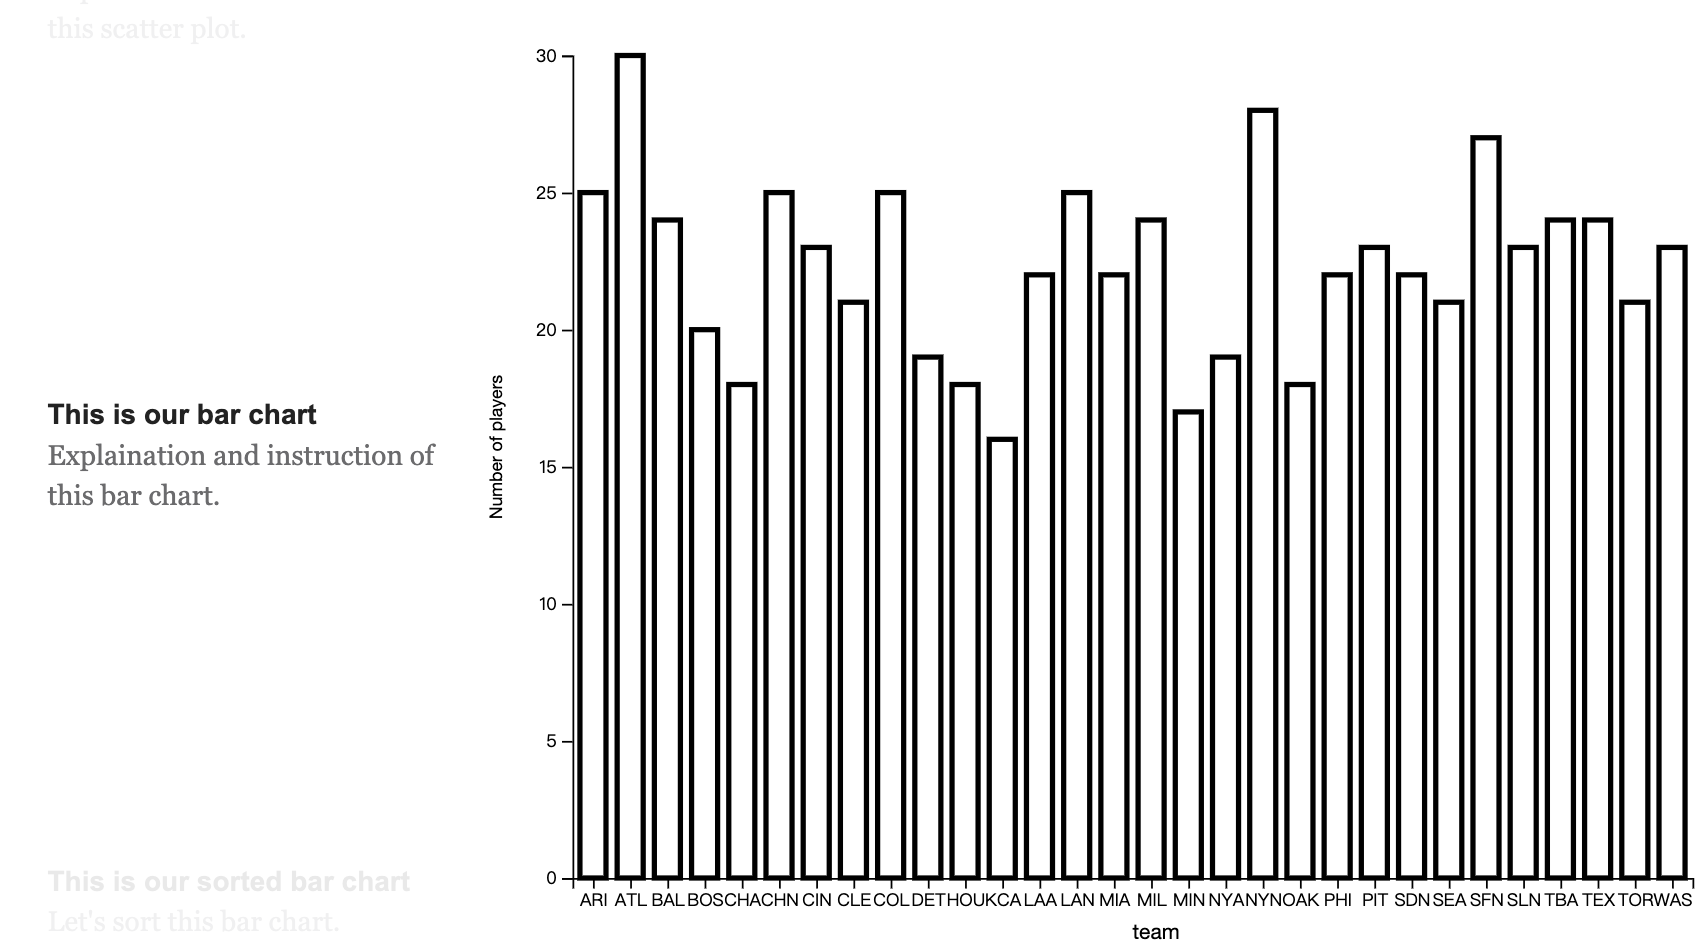 this scatter plot.
This is our bar chart
Explaination and instruction of
this bar chart.
This is our sorted bar chart
Let's sort this bar chart.
30
25
20
15
10
5
0
Number of players
ARI ATL BAL BOS CHA CHN CIN CLE COL DET HOU KCA LAA LAN MIA MIL MIN NYA NYN OAK PHI PIT SDN SEA SFN SLN TBA TEX TOR WAS
team